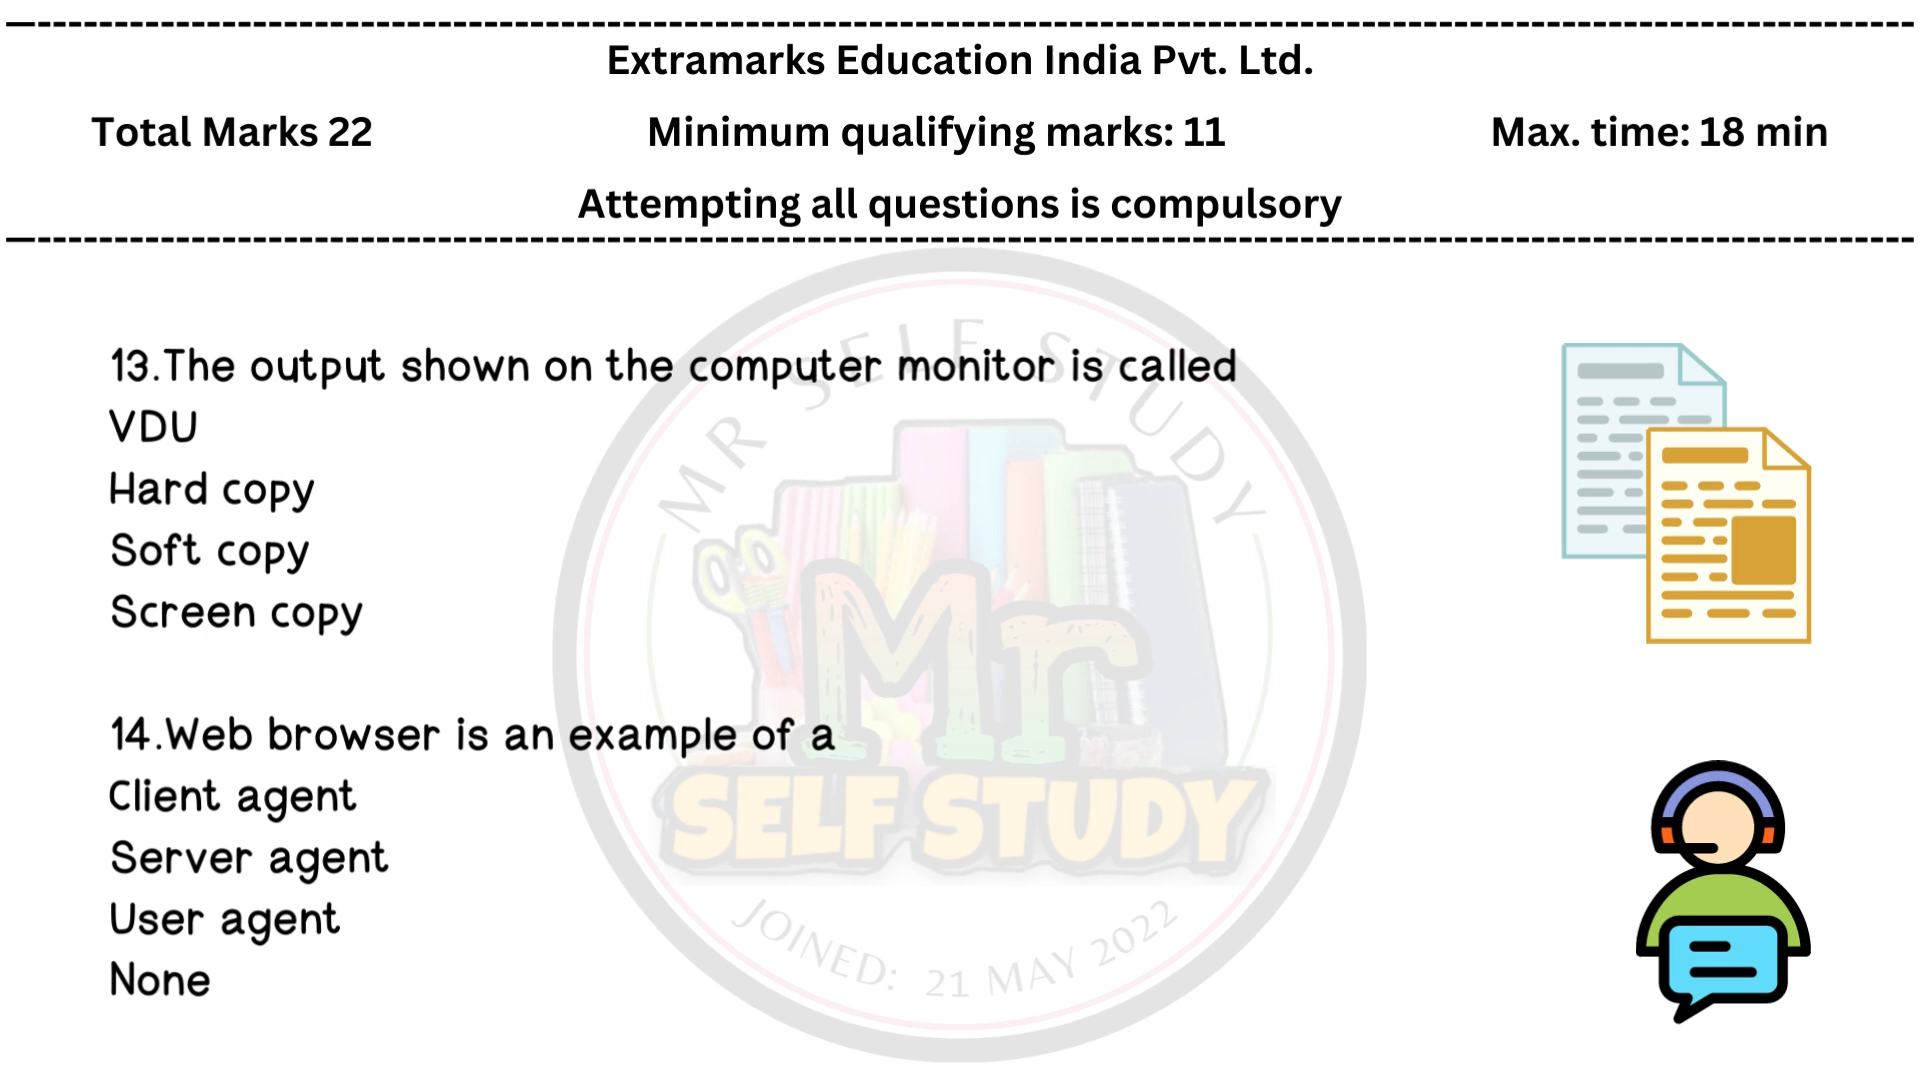 Extramarks Education India Pvt. Ltd.
Total Marks 22 Minimum qualifying marks: 11 Max. time: 18 min
Attempting all questions is compulsory
13.The output shown on the computer monitor is called
VDU
Hard copy
Soft copy
Screen copy
14.Web browser is an example of a
Client agent
Server agent
User agent
None
MR SELF STUDY
Mr
SELF STUDY
JOINED: 21 MAY 2022